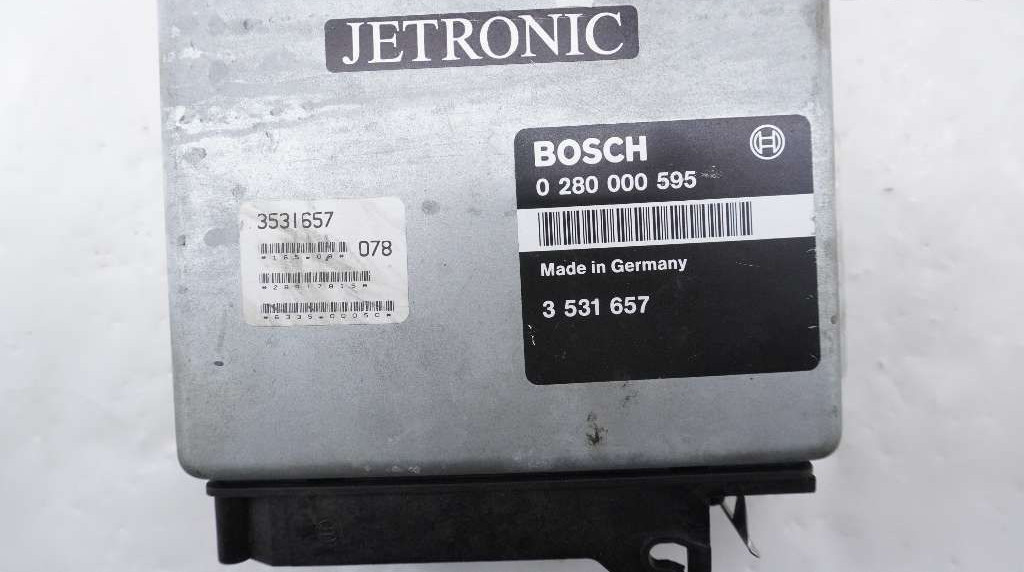 JETRONIC
BOSCH
0 280 000 595
Made in Germany
3 531 657
3531657
078